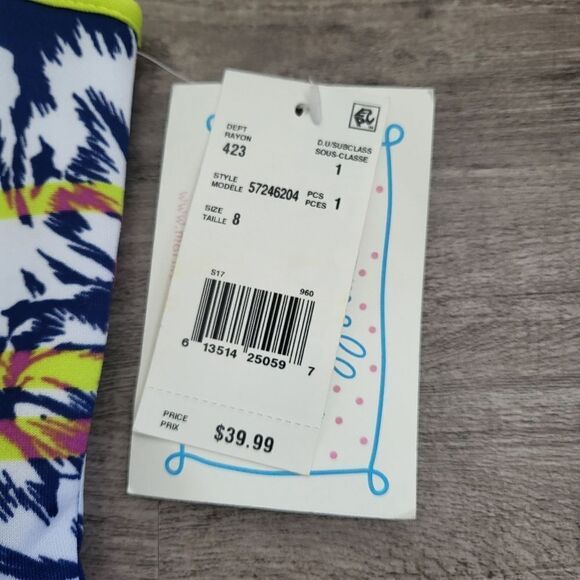 DEPT
RAYON
423
D.U/SUBCLASS
SOUS-CLASSE
1
STYLE
MODÈLE 57246204
PCS
PCES 1
SIZE
TAILLE 8
S17 960
6 13514 25059 7
PRICE
PRIX
$39.99